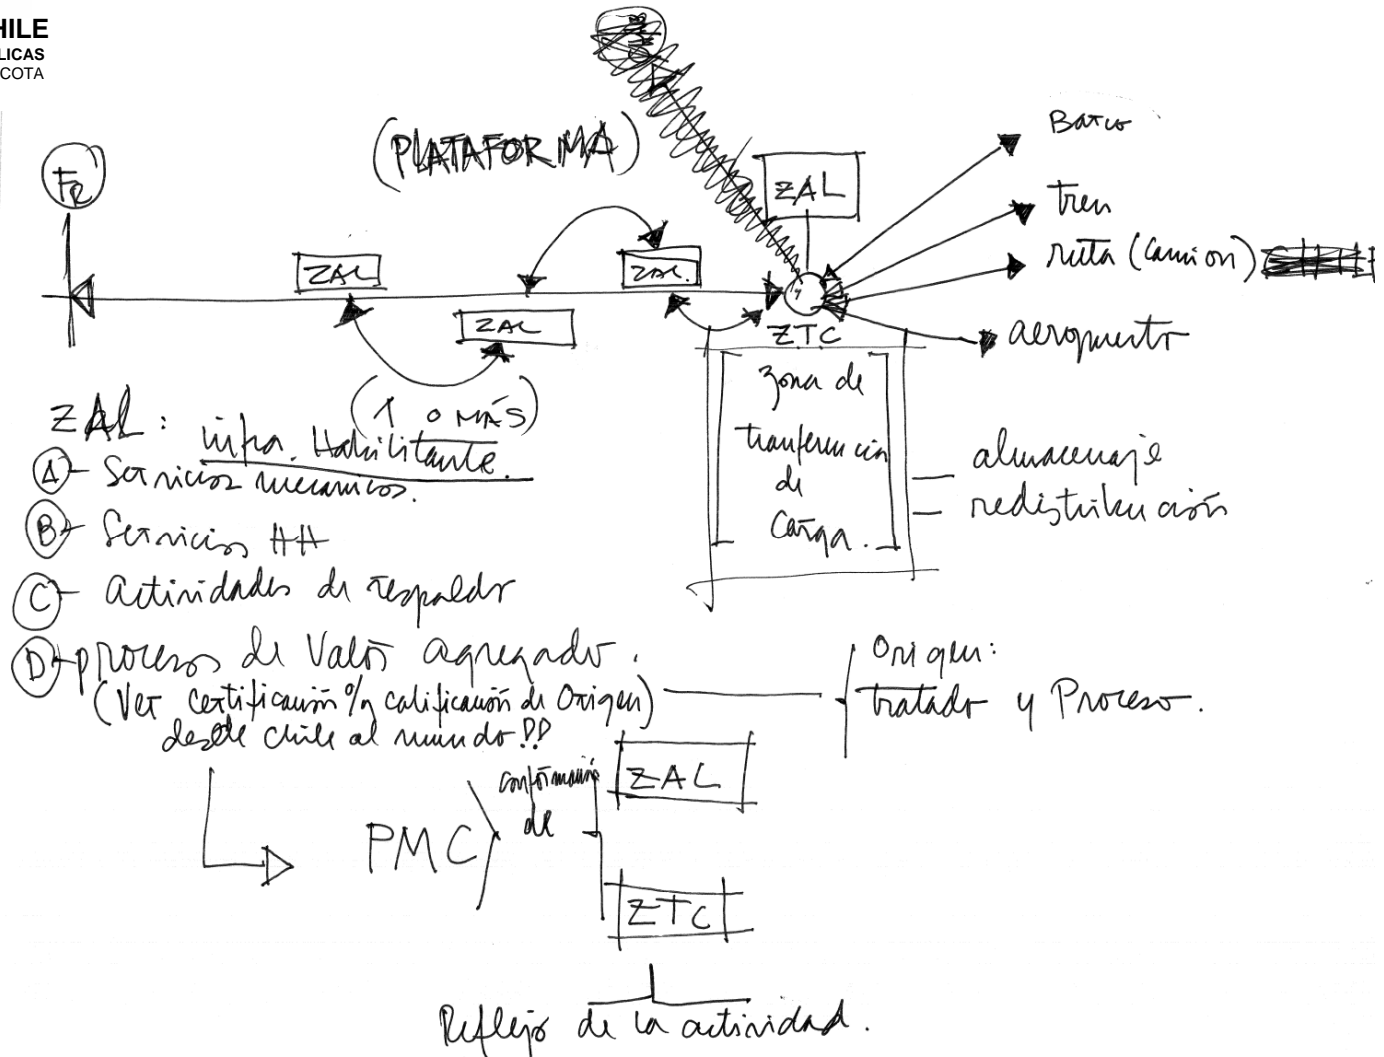 HILE
LICAS
COTA
Barco
(PLATAFORMA)
FR
ZAL
tren
ruta (Camion)
ZAL
ZAL
ZAL
aeropuerto
ZTC
zona de
tranferencia
de
Carga.
almacenaje
redistribución
(1 o MÁS)
ZAL: infra. Habilitante.
A- Servicios mecanicos.
B- Servicios HH
C- Actividades de respaldo
D- procesos de Valor agregado.
(Ver certificación y calificación de Origen)
desde chile al mundo!!
Origen:
tratado y Proceso.
PMC
conformación
de
ZAL
ZTC
Reflejo de la actividad.